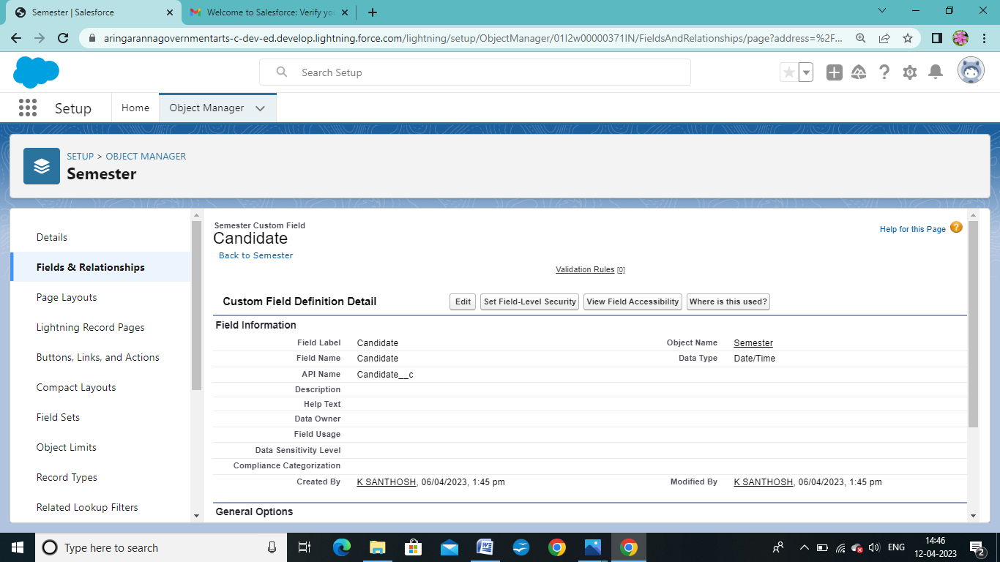 Semester | Salesforce
Welcome to Salesforce: Verify yo
aringarannagovernmentarts-c-dev-ed.develop.lightning.force.com/lightning/setup/ObjectManager/01I2w00000371IN/FieldsAndRelationships/page?address=%2F...
Search Setup
Setup
Home
Object Manager
SETUP > OBJECT MANAGER
Semester
Details
Fields & Relationships
Page Layouts
Lightning Record Pages
Buttons, Links, and Actions
Compact Layouts
Field Sets
Object Limits
Record Types
Related Lookup Filters
Semester Custom Field
Candidate
Back to Semester
Help for this Page
Validation Rules [0]
Custom Field Definition Detail Edit Set Field-Level Security View Field Accessibility Where is this used?
Field Information
Field Label Candidate Object Name Semester
Field Name Candidate Data Type Date/Time
API Name Candidate__c
Description
Help Text
Data Owner
Field Usage
Data Sensitivity Level
Compliance Categorization
Created By K SANTHOSH, 06/04/2023, 1:45 pm Modified By K SANTHOSH, 06/04/2023, 1:45 pm
General Options
Type here to search
ENG
14:46
12-04-2023
2